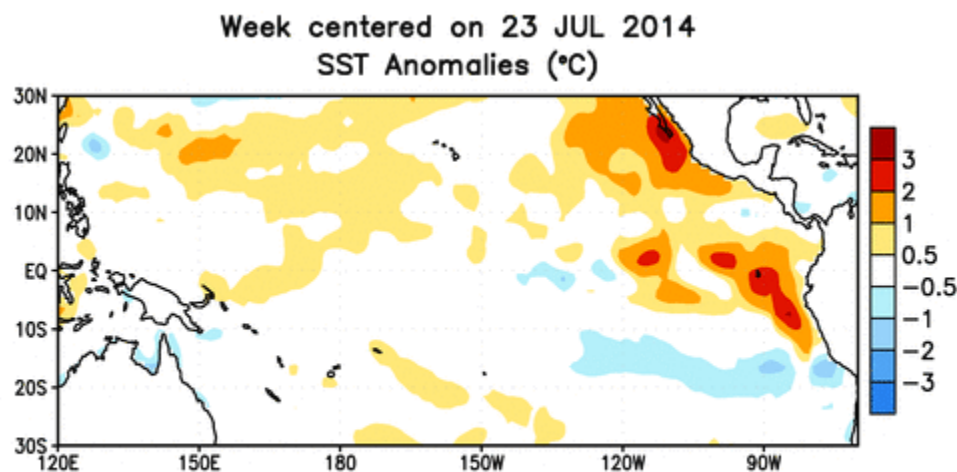 Week centered on 23 JUL 2014
SST Anomalies (°C)
30N
20N
10N
EQ
10S
20S
30S
120E
150E
180
150W
120W
90W
3
2
1
0.5
−0.5
−1
−2
−3